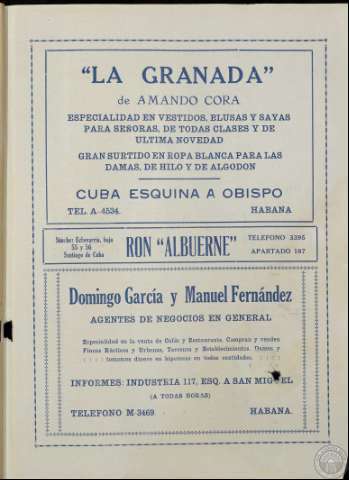 "LA GRANADA"
de AMANDO CORA
ESPECIALIDAD EN VESTIDOS, BLUSAS Y SAYAS
PARA SEÑORAS, DE TODAS CLASES Y DE
ULTIMA NOVEDAD
GRAN SURTIDO EN ROPA BLANCA PARA LAS
DAMAS, DE HILO Y DE ALGODON
CUBA ESQUINA A OBISPO
TEL. A-4534. HABANA
Sánchez Echevarría, bajo
55 y 56
Santiago de Cuba
RON "ALBUERNE"
TELEFONO 3295
APARTADO 167
Domingo García y Manuel Fernández
AGENTES DE NEGOCIOS EN GENERAL
Especialidad en la venta de Cafés y Restaurants. Compran y venden
Fincas Rústicas y Urbanas, Terrenos y Establecimientos. Damos y
tomamos dinero en hipotecas en todas cantidades.
INFORMES: INDUSTRIA 117, ESQ. A SAN MIGUEL
(A TODAS HORAS)
TELEFONO M-3469. HABANA.